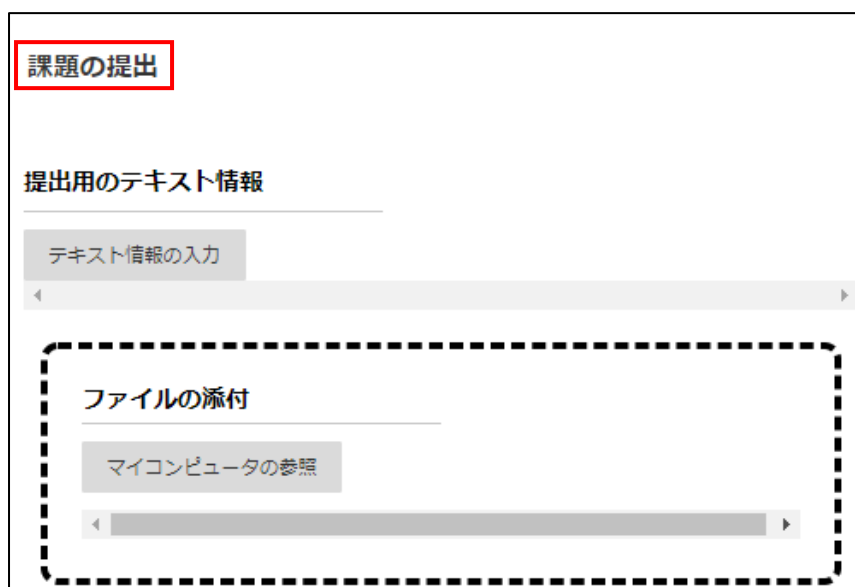 課題の提出
提出用のテキスト情報
テキスト情報の入力
ファイルの添付
マイコンピュータの参照